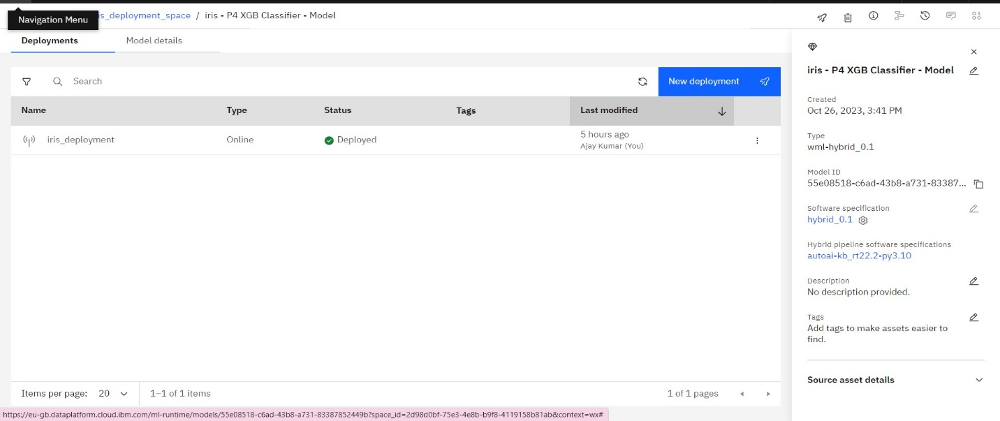 Navigation Menu
is_deployment_space / iris - P4 XGB Classifier - Model
Deployments Model details
Search New deployment
Name Type Status Tags Last modified
iris_deployment Online Deployed 5 hours ago
Ajay Kumar (You)
Items per page: 20 1–1 of 1 items 1 of 1 pages
https://eu-gb.dataplatform.cloud.ibm.com/ml-runtime/models/55e08518-c6ad-43b8-a731-83387852449b?space_id=2d98d0bf-75e3-4e8b-b9f8-4119158b81ab&context=wx#
iris - P4 XGB Classifier - Model
Created
Oct 26, 2023, 3:41 PM
Type
wml-hybrid_0.1
Model ID
55e08518-c6ad-43b8-a731-83387...
Software specification
hybrid_0.1
Hybrid pipeline software specifications
autoai-kb_rt22.2-py3.10
Description
No description provided.
Tags
Add tags to make assets easier to
find.
Source asset details